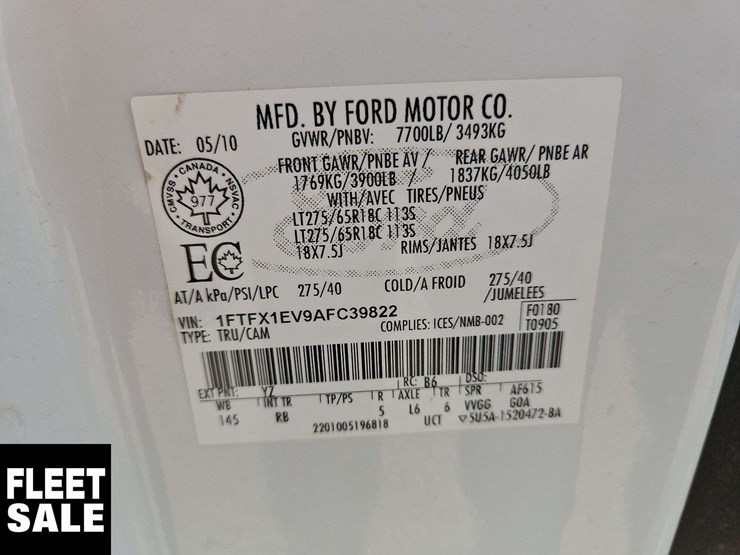 MFD. BY FORD MOTOR CO.
DATE: 05/10
GVWR/PNBV: 7700LB/ 3493KG
FRONT GAWR/PNBE AV / REAR GAWR/ PNBE AR
1769KG/3900LB / 1837KG/4050LB
WITH/AVEC TIRES/PNEUS
LT275/65R18C 113S
LT275/65R18C 113S
18X7.5J RIMS/JANTES 18X7.5J
CANADA
CMVSS NSVAC
977
TRANSPORT
EC
AT/A kPa/PSI/LPC 275/40 COLD/A FROID 275/40
/JUMELEES
VIN: 1FTFX1EV9AFC39822
TYPE: TRU/CAM COMPLIES: ICES/NMB-002
F0180
T0905
EXT PNT: YZ RC: B6 DSO:
WB INT TR TP/PS R AXLE TR SPR AF615
145 RB 5 L6 6 VVGG GOA
2201005196818 UCT 5U5A-1520472-BA
FLEET
SALE